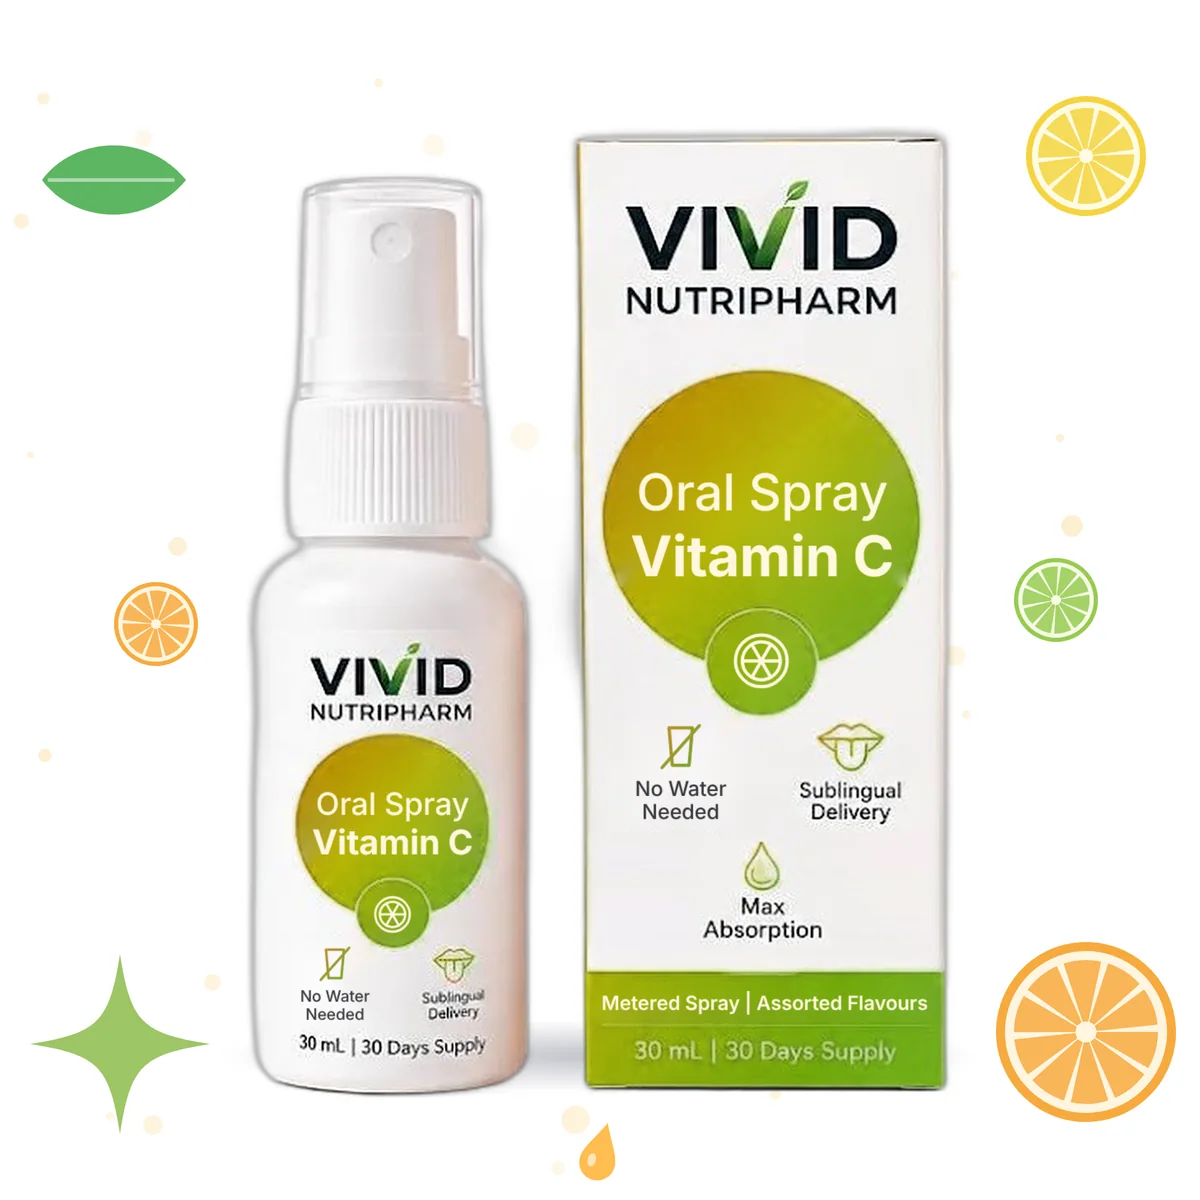 VIVID
NUTRIPHARM
Oral Spray
Vitamin C
No Water
Needed
Sublingual
Delivery
30 mL | 30 Days Supply
VIVID
NUTRIPHARM
Oral Spray
Vitamin C
No Water
Needed
Sublingual
Delivery
Max
Absorption
Metered Spray | Assorted Flavours
30 mL | 30 Days Supply